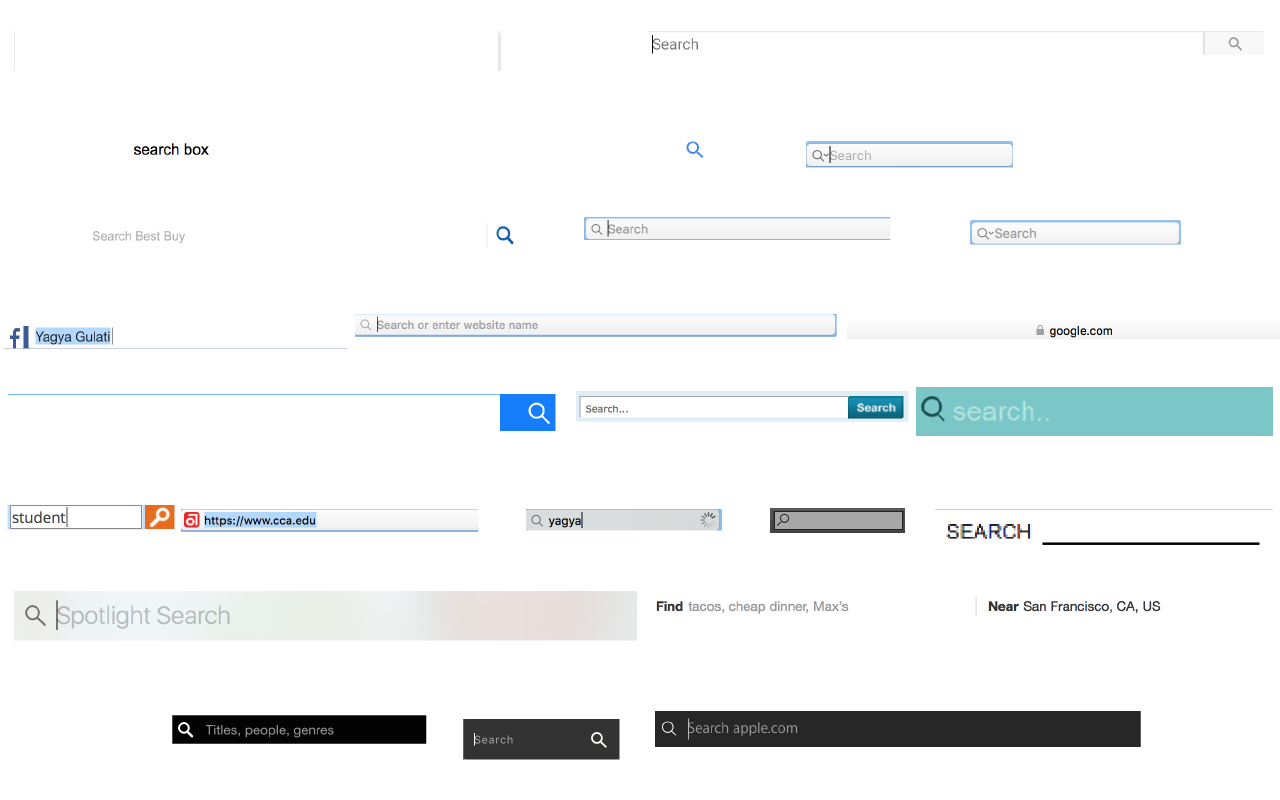 Search
search box
Search
Search Best Buy
Search
Search
f Yagya Gulati
Search or enter website name
google.com
Search... Search
search..
student
https://www.cca.edu
yagya
SEARCH
Spotlight Search
Find tacos, cheap dinner, Max's
Near San Francisco, CA, US
Titles, people, genres
Search
Search apple.com